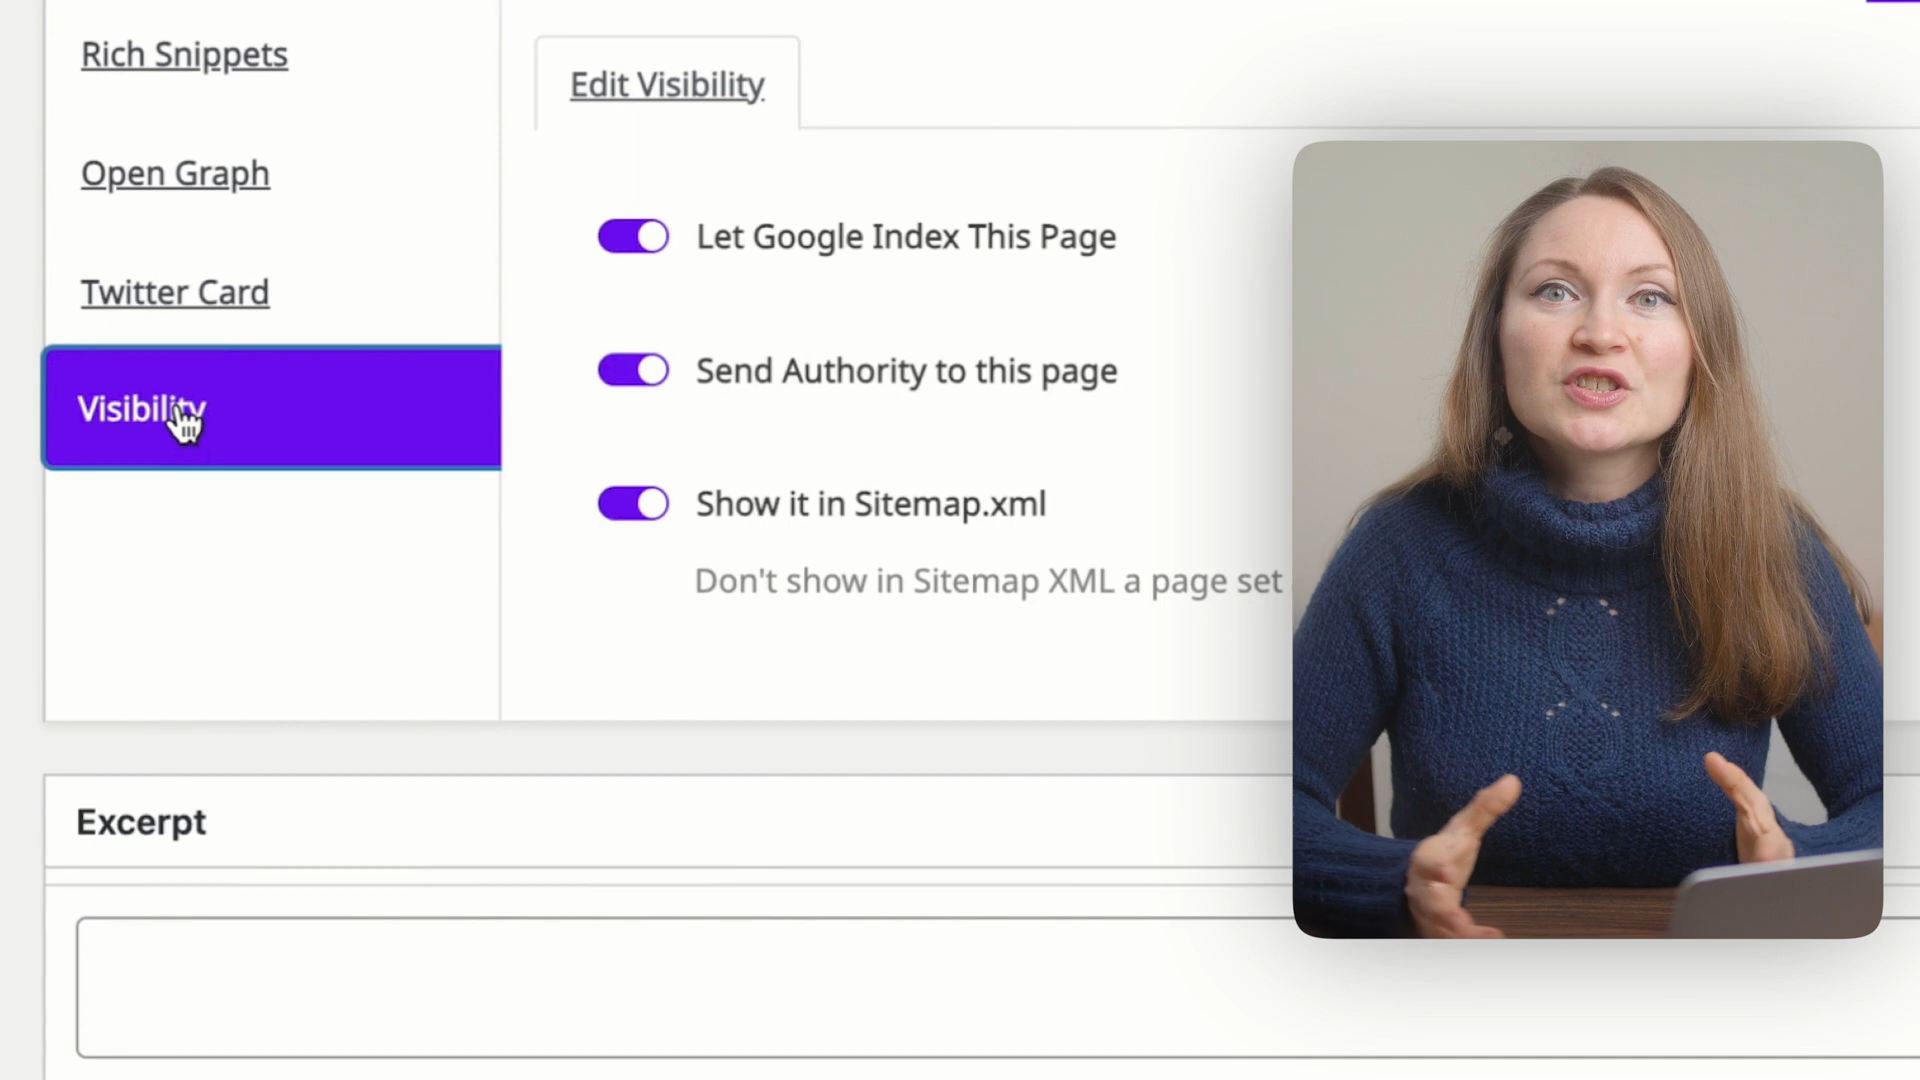 Rich Snippets
Open Graph
Twitter Card
Visibility
Edit Visibility
Let Google Index This Page
Send Authority to this page
Show it in Sitemap.xml
Don't show in Sitemap XML a page set
Excerpt